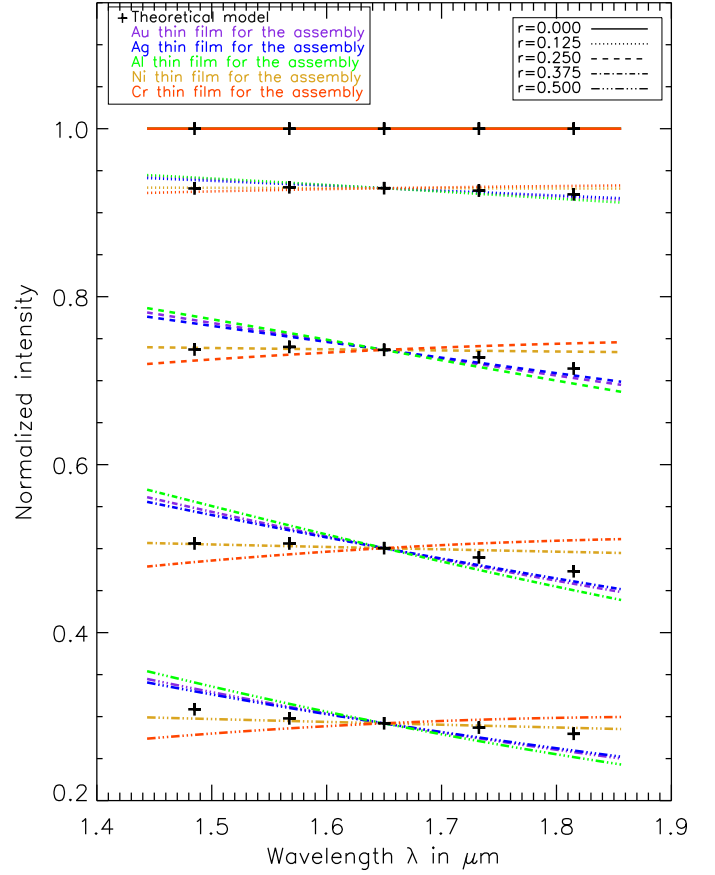 +Theoretical model
Au thin film for the assembly
Ag thin film for the assembly
Al thin film for the assembly
Ni thin film for the assembly
Cr thin film for the assembly
r=0.000
r=0.125
r=0.250
r=0.375
r=0.500
1.0
0.8
0.6
0.4
0.2
Normalized intensity
1.4 1.5 1.6 1.7 1.8 1.9
Wavelength λ in μm